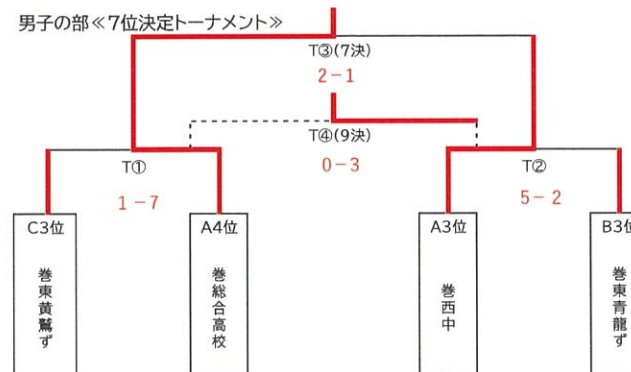 男子の部≪7位決定トーナメント≫
T③(7決)
2-1
T④(9決)
0-3
T①
T②
1-7
5-2
C3位
A4位
A3位
B3位
巻東黄鷲ず
巻総合高校
巻西中
巻東青龍ず